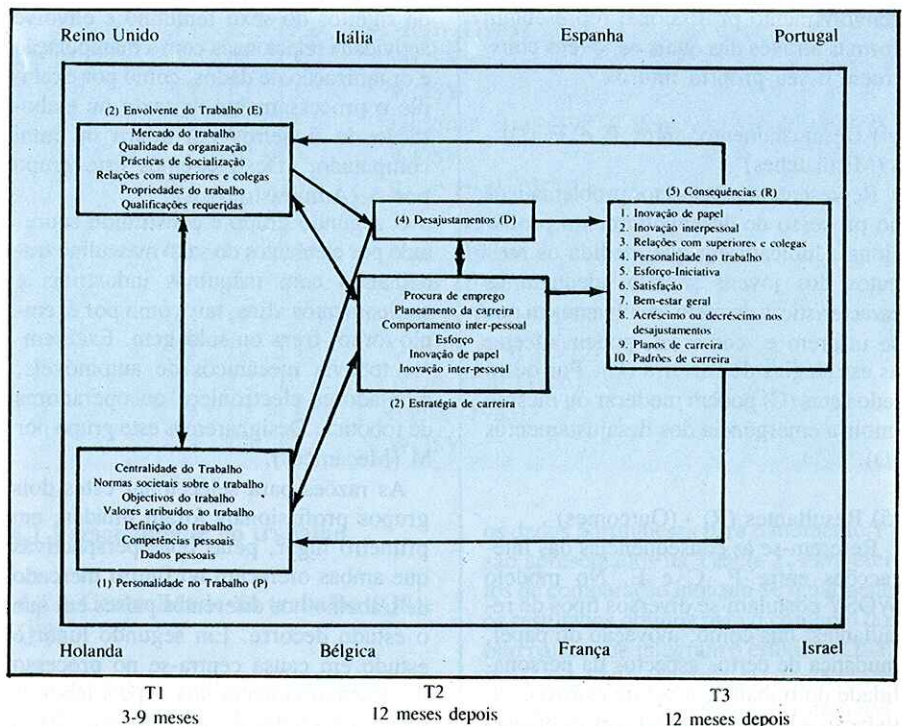 Reino Unido Itália Espanha Portugal
(2) Envolvente do Trabalho (E)
Mercado do trabalho
Qualidade da organização
Prácticas de Socialização
Relações com superiores e colegas
Propriedades do trabalho
Qualificações requeridas
(4) Desajustamentos (D)
(5) Consequências (R)
1. Inovação de papel
2. Inovação interpessoal
3. Relações com superiores e colegas
4. Personalidade no trabalho
5. Esforço-Iniciativa
6. Satisfação
7. Bem-estar geral
8. Acréscimo ou decréscimo nos
desajustamentos
9. Planos de carreira
10. Padrões de carreira
Procura de emprego
Planeamento da carreira
Comportamento inter-pessoal
Esforço
Inovação de papel
Inovação inter-pessoal
(2) Estratégia de carreira
Centralidade do Trabalho
Normas societais sobre o trabalho
Objectivos do trabalho
Valores atribuídos ao trabalho
Definição do trabalho
Competências pessoais
Dados pessoais
(1) Personalidade no Trabalho (P)
Holanda Bélgica França Israel
T1 T2 T3
3-9 meses 12 meses depois 12 meses depois